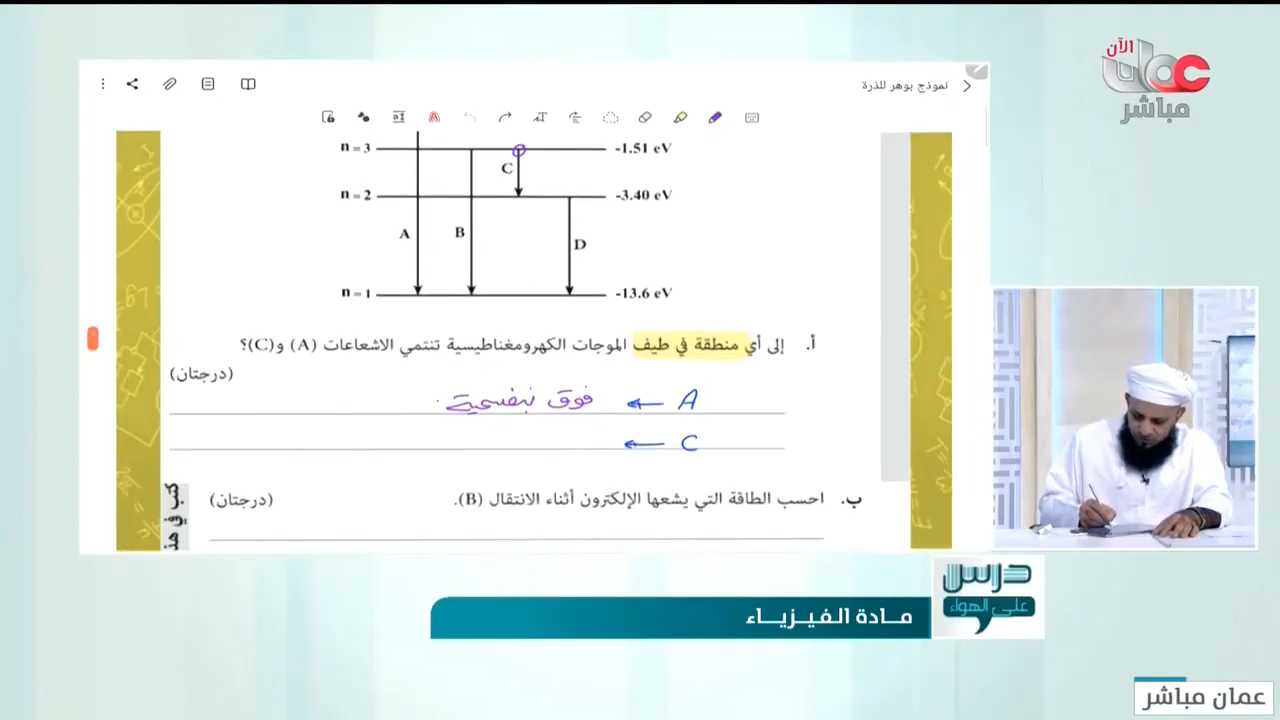 الآن
عمان
مباشر
نموذج بوهر للذرة
n = 3
-1.51 eV
C
n = 2
-3.40 eV
A
B
D
n = 1
-13.6 eV
أ. إلى أي منطقة في طيف الموجات الكهرومغناطيسية تنتمي الاشعاعات (A) و(C)؟
(درجتان)
A ← فوق بنفسجية.
C ←
ب. احسب الطاقة التي يشعها الإلكترون أثناء الانتقال (B).
(درجتان)
درس
على الهواء
مادة الفيزياء
عمان مباشر